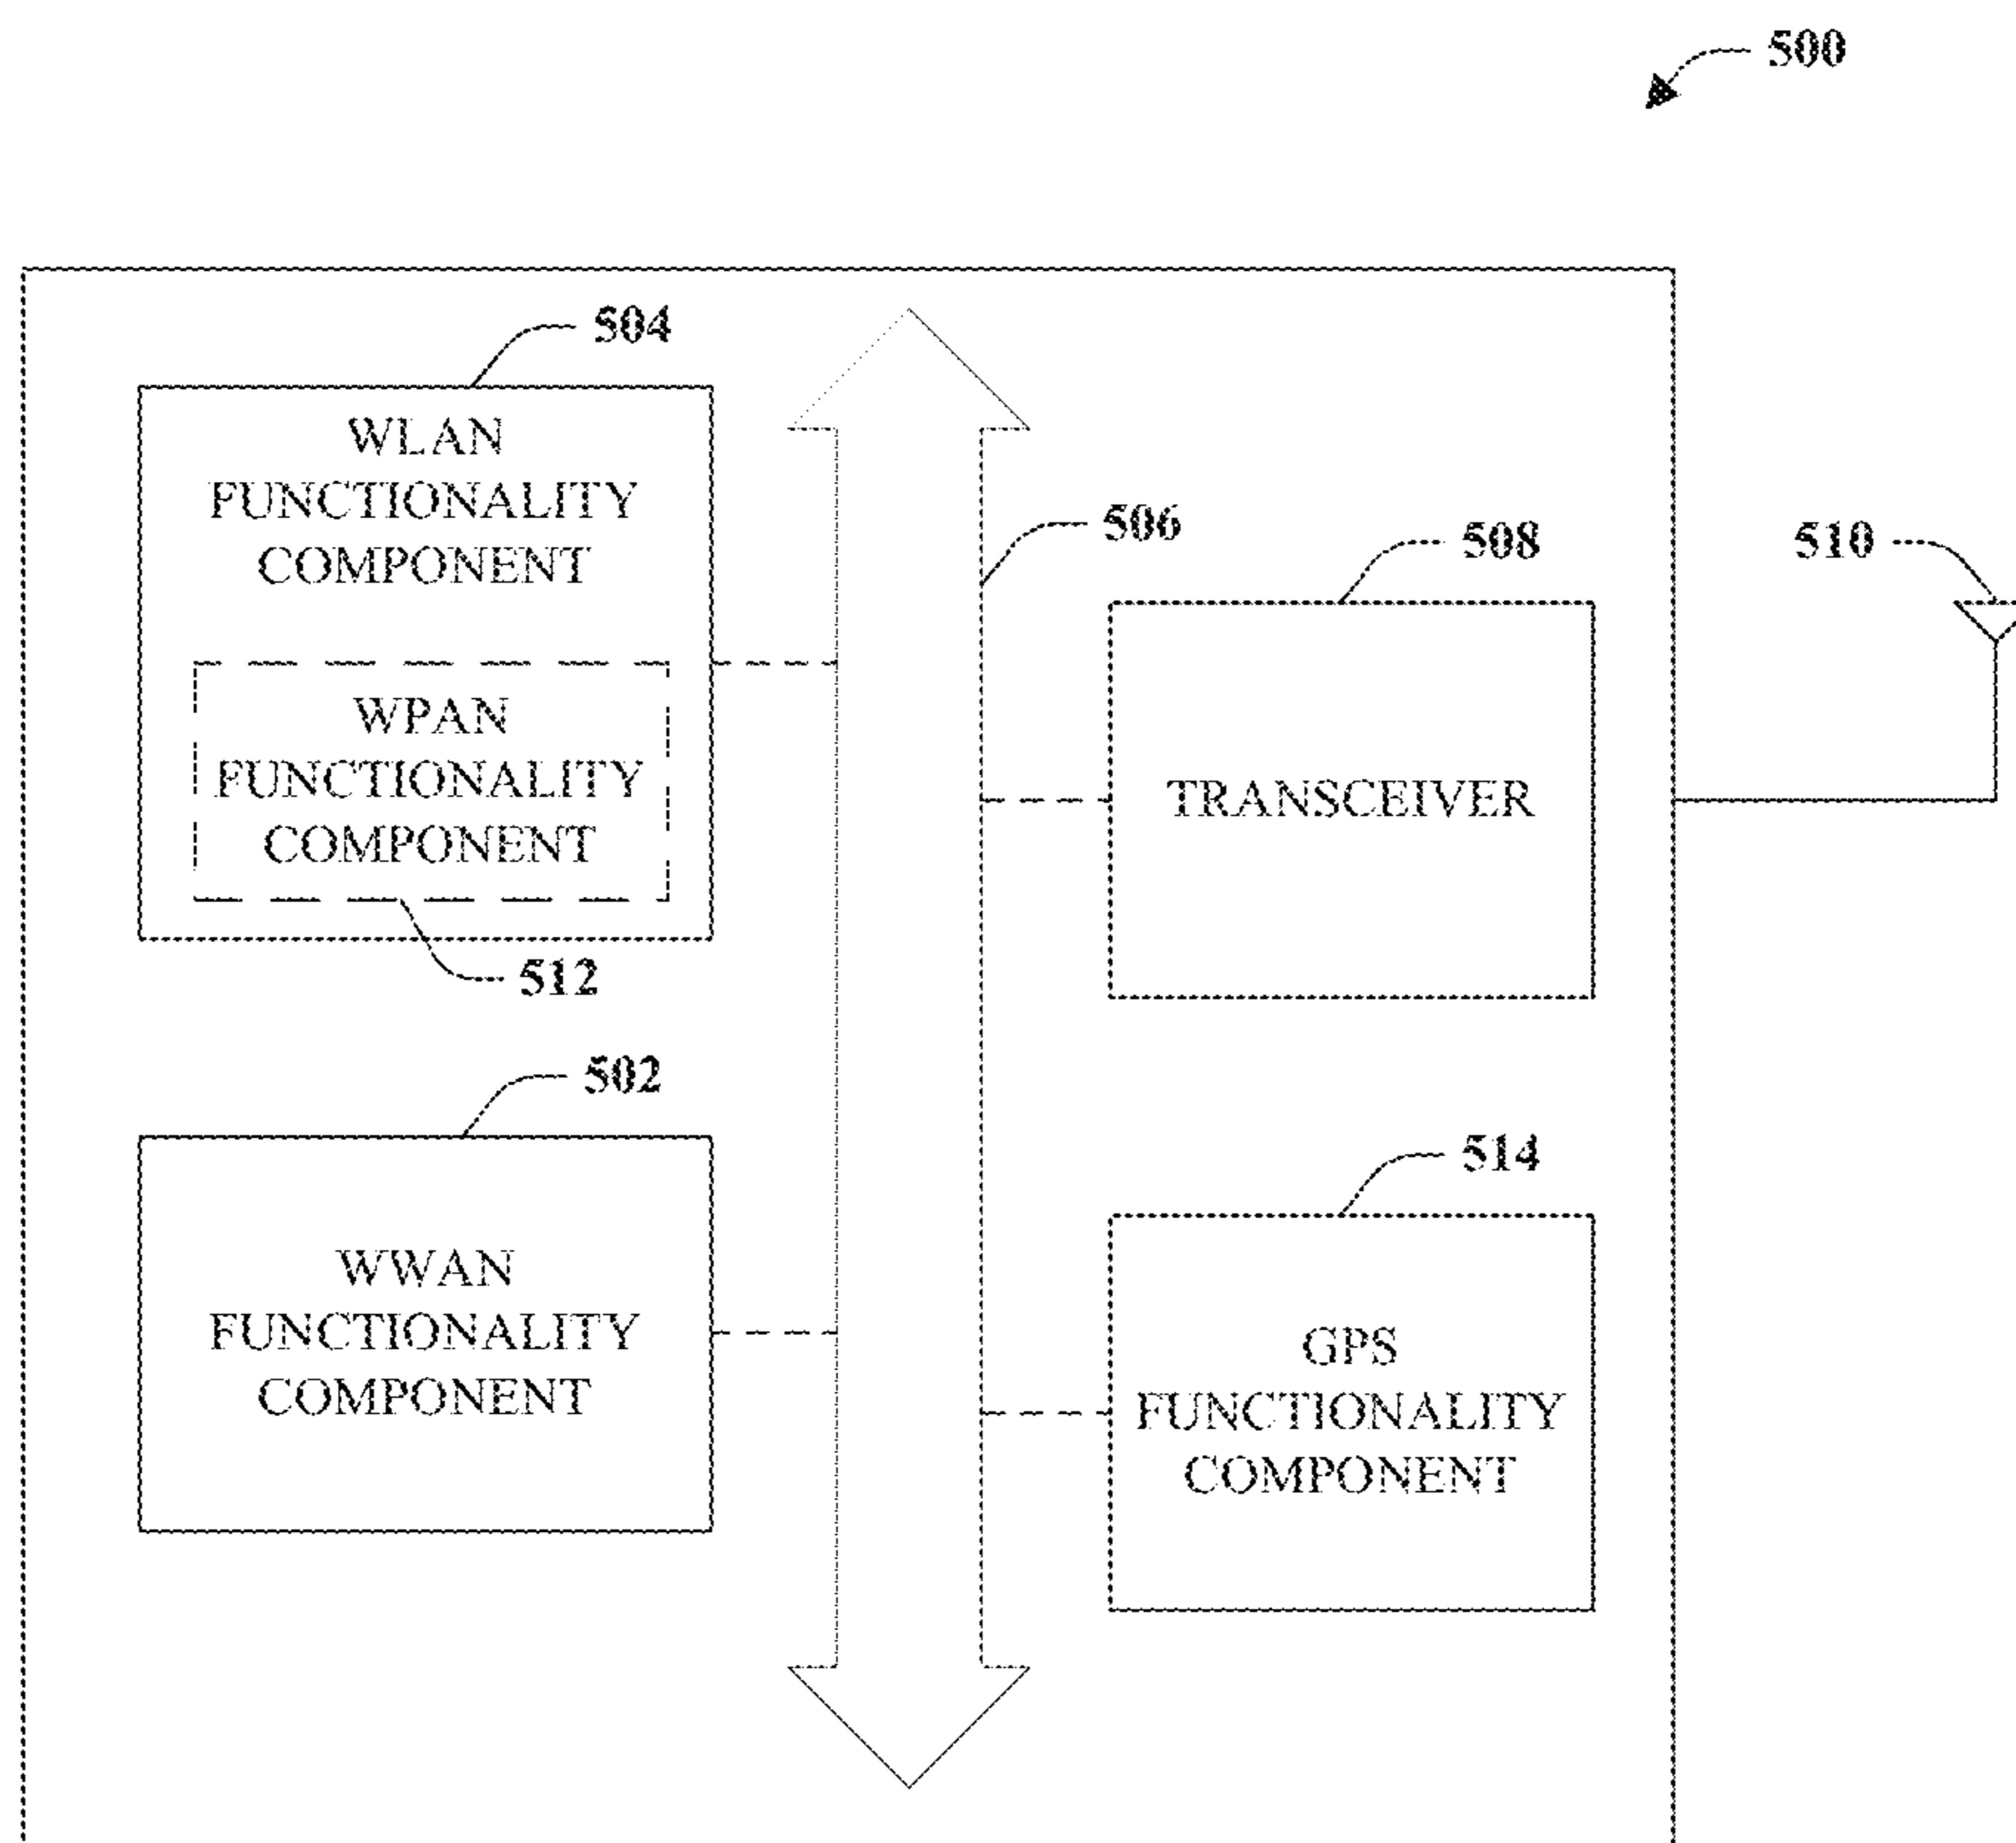 500
504
WLAN
FUNCTIONALITY
COMPONENT
506
508
510
WPAN
FUNCTIONALITY
COMPONENT
TRANSCEIVER
512
502
514
WWAN
FUNCTIONALITY
COMPONENT
GPS
FUNCTIONALITY
COMPONENT